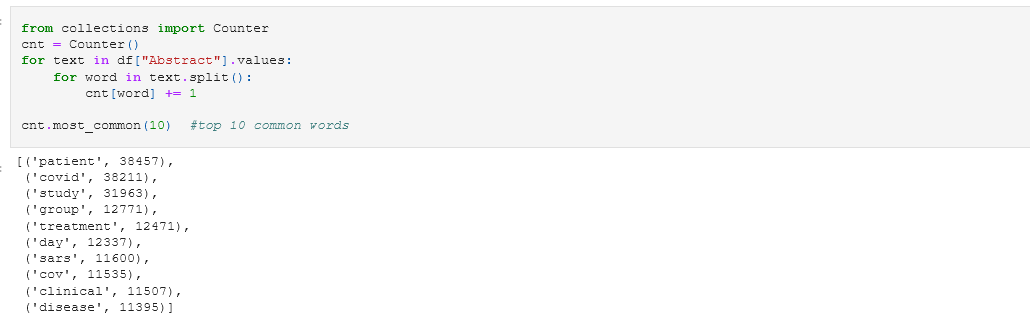 from collections import Counter
cnt = Counter()
for text in df["Abstract"].values:
    for word in text.split():
        cnt[word] += 1

cnt.most_common(10)  #top 10 common words
[('patient', 38457),
 ('covid', 38211),
 ('study', 31963),
 ('group', 12771),
 ('treatment', 12471),
 ('day', 12337),
 ('sars', 11600),
 ('cov', 11535),
 ('clinical', 11507),
 ('disease', 11395)]